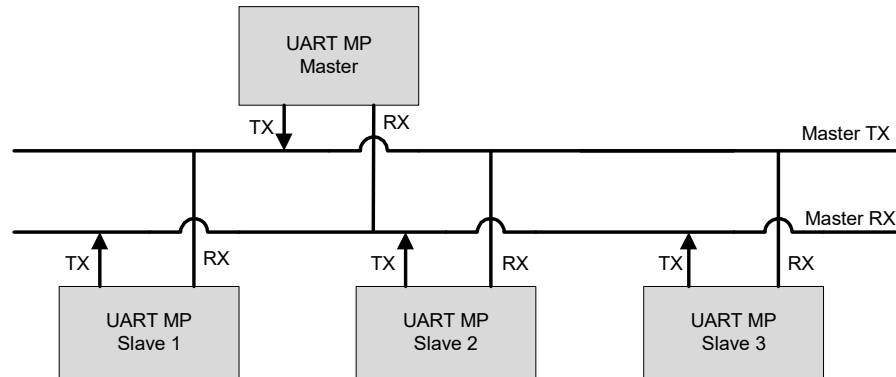 UART MP
Master
TX
RX
Master TX
Master RX
TX
RX
TX
RX
TX
RX
UART MP
Slave 1
UART MP
Slave 2
UART MP
Slave 3